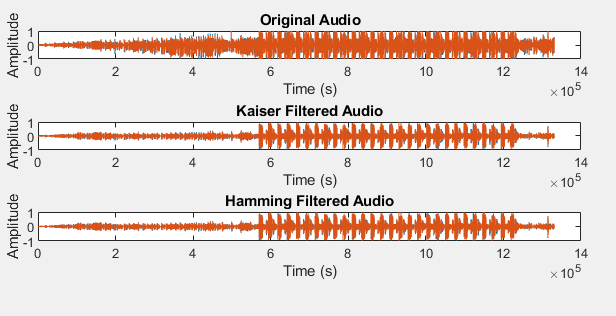 Original Audio
Amplitude
1
0
-1
0 2 4 6 8 10 12 14
Time (s)
×10^5
Kaiser Filtered Audio
Amplitude
1
0
-1
0 2 4 6 8 10 12 14
Time (s)
×10^5
Hamming Filtered Audio
Amplitude
1
0
-1
0 2 4 6 8 10 12 14
Time (s)
×10^5